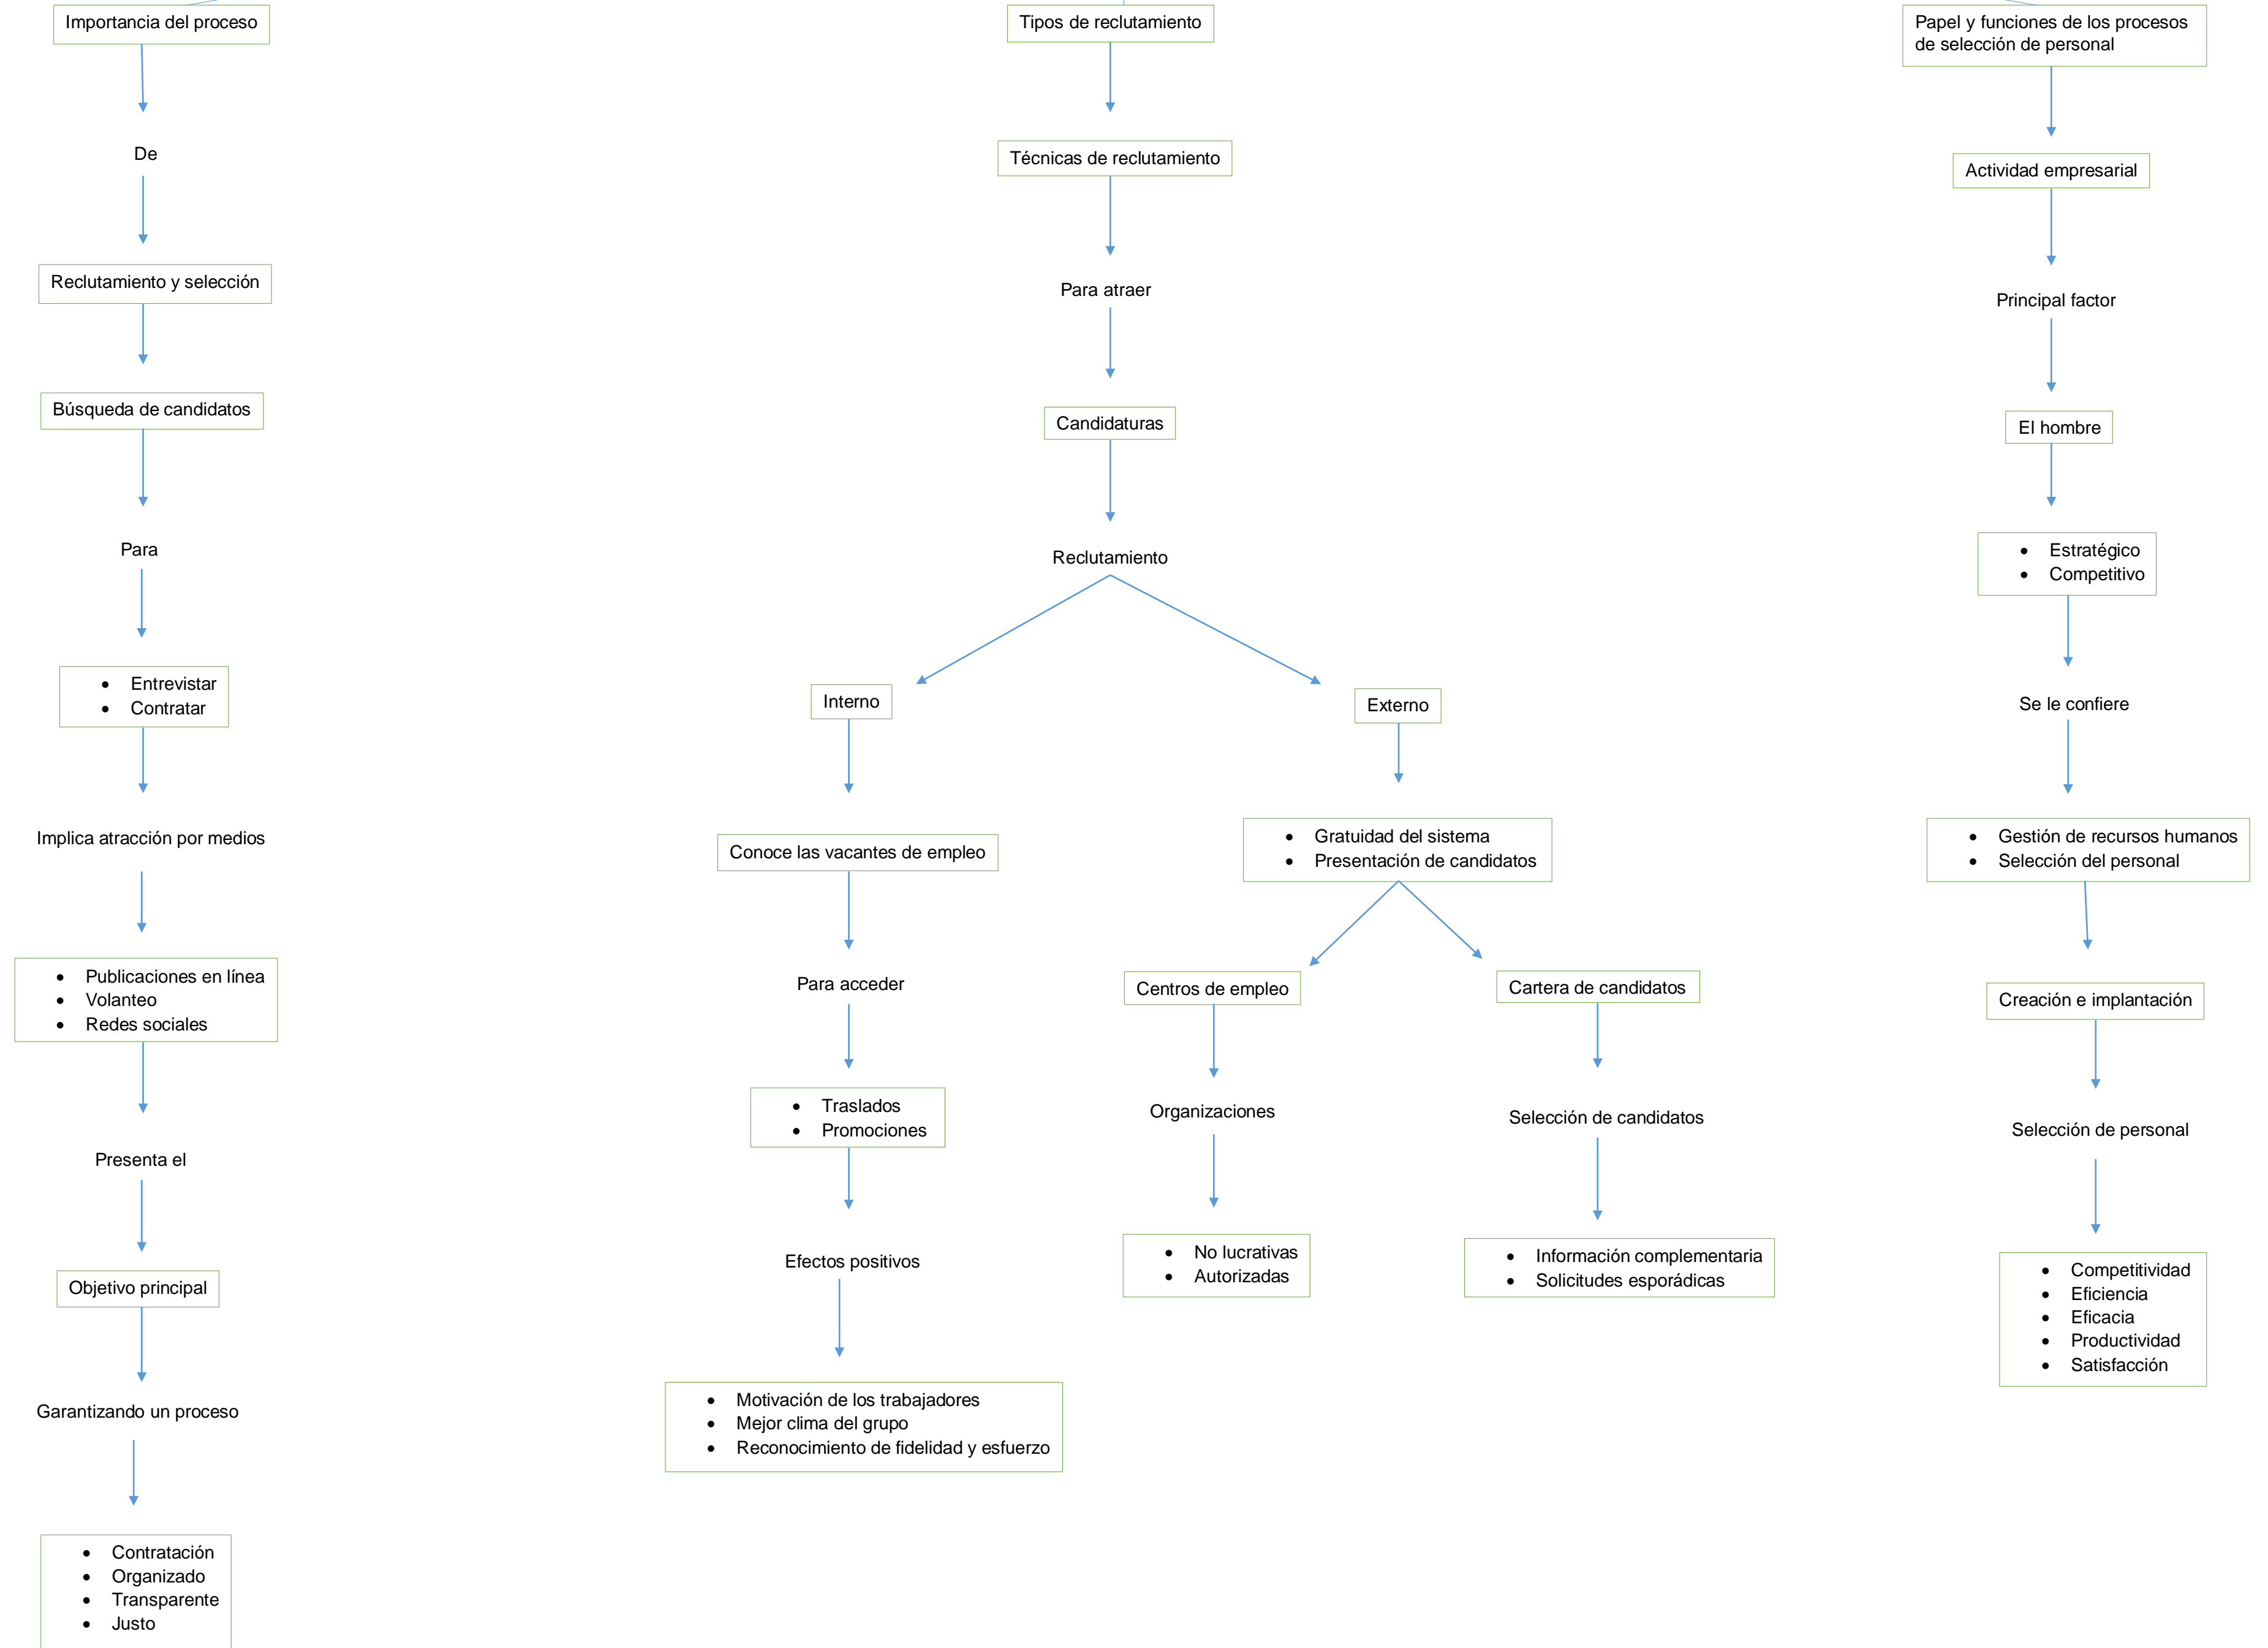 Importancia del proceso
De
Reclutamiento y selección
Búsqueda de candidatos
Para
• Entrevistar
• Contratar
Implica atracción por medios
• Publicaciones en línea
• Volanteo
• Redes sociales
Presenta el
Objetivo principal
Garantizando un proceso
• Contratación
• Organizado
• Transparente
• Justo
Tipos de reclutamiento
Técnicas de reclutamiento
Para atraer
Candidaturas
Reclutamiento
Interno
Conoce las vacantes de empleo
Para acceder
• Traslados
• Promociones
Efectos positivos
• Motivación de los trabajadores
• Mejor clima del grupo
• Reconocimiento de fidelidad y esfuerzo
Externo
• Gratuidad del sistema
• Presentación de candidatos
Centros de empleo
Organizaciones
• No lucrativas
• Autorizadas
Cartera de candidatos
Selección de candidatos
• Información complementaria
• Solicitudes esporádicas
Papel y funciones de los procesos
de selección de personal
Actividad empresarial
Principal factor
El hombre
• Estratégico
• Competitivo
Se le confiere
• Gestión de recursos humanos
• Selección del personal
Creación e implantación
Selección de personal
• Competitividad
• Eficiencia
• Eficacia
• Productividad
• Satisfacción